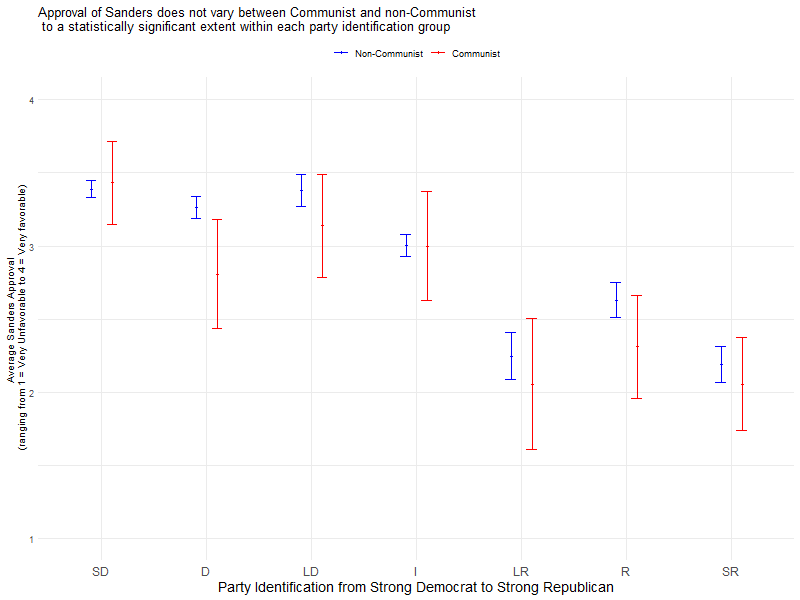 Approval of Sanders does not vary between Communist and non-Communist
to a statistically significant extent within each party identification group
Non-Communist Communist
Average Sanders Approval
(ranging from 1 = Very Unfavorable to 4 = Very favorable)
4
3
2
1
SD D LD I LR R SR
Party Identification from Strong Democrat to Strong Republican